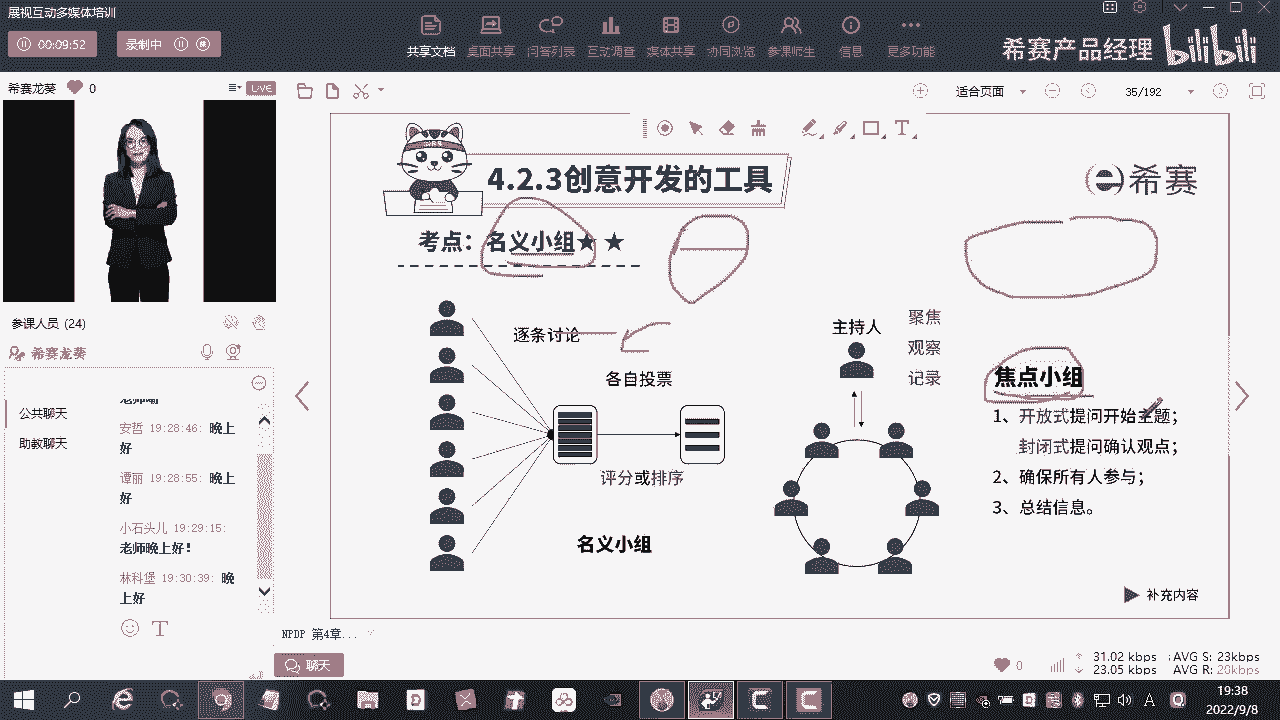 展视互动多媒体培训
00:09:52
录制中
共享文档
桌面共享
问答列表
互动调查
媒体共享
协同浏览
参课师生
信息
更多功能
希赛产品经理
bilibili
希赛龙葵
0
LIVE
适合页面
35/192
参课人员 (24)
希赛龙葵
公共聊天
助教聊天
安哲 19:28:46: 晚上
好
谭丽 19:28:55: 晚上
好
小石头儿 19:29:15:
老师晚上好!
林科堡 19:30:39: 晚
上好
4.2.3创意开发的工具
希赛
考点：名义小组★ ★
逐条讨论
各自投票
评分或排序
名义小组
主持人
聚焦
观察
记录
焦点小组
1、开放式提问开始主题；
封闭式提问确认观点；
2、确保所有人参与；
3、总结信息。
补充内容
NPDP 第4章...
聊天
0
31.02 kbps
AVG S: 23kbps
23.05 kbps
AVG R: 20kbps
19:38
2022/9/8